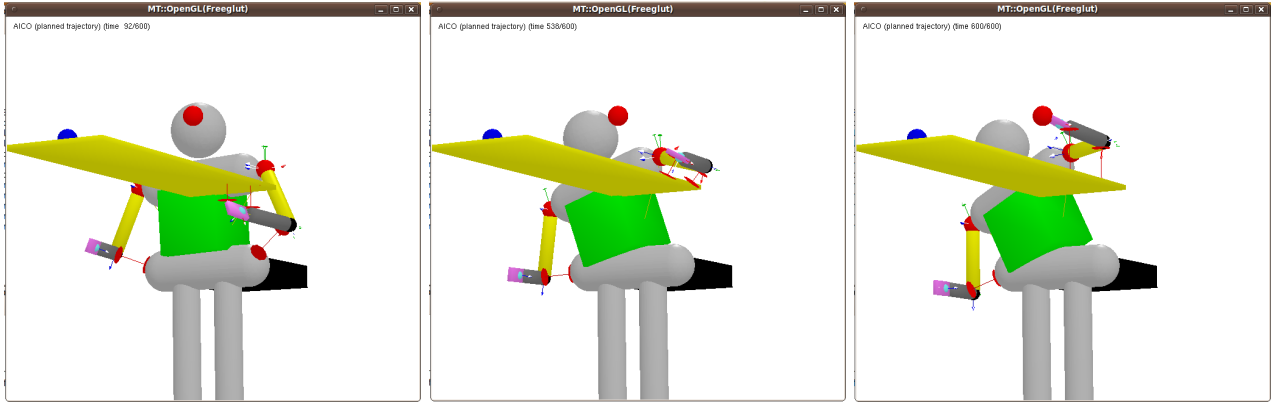 MT::OpenGL(Freeglut)
AICO (planned trajectory) (time 92/600)
MT::OpenGL(Freeglut)
AICO (planned trajectory) (time 536/600)
MT::OpenGL(Freeglut)
AICO (planned trajectory) (time 600/600)